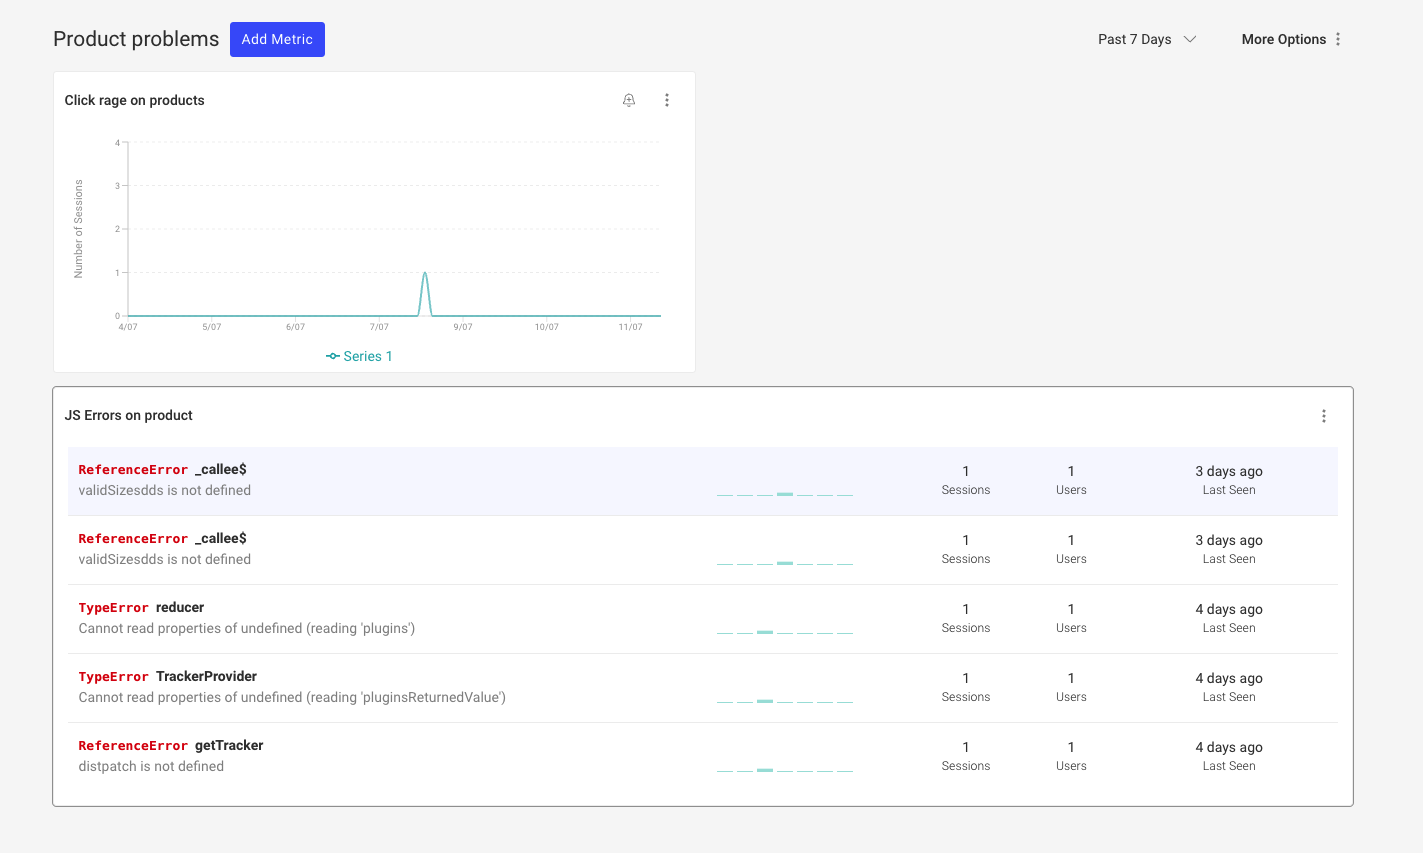 Product problems
Add Metric
Past 7 Days
More Options
Click rage on products
Number of Sessions
4
3
2
1
0
4/07 5/07 6/07 7/07 9/07 10/07 11/07
Series 1
JS Errors on product
ReferenceError _callee$
validSizesdds is not defined
1
Sessions
1
Users
3 days ago
Last Seen
ReferenceError _callee$
validSizesdds is not defined
1
Sessions
1
Users
3 days ago
Last Seen
TypeError reducer
Cannot read properties of undefined (reading 'plugins')
1
Sessions
1
Users
4 days ago
Last Seen
TypeError TrackerProvider
Cannot read properties of undefined (reading 'pluginsReturnedValue')
1
Sessions
1
Users
4 days ago
Last Seen
ReferenceError getTracker
distpatch is not defined
1
Sessions
1
Users
4 days ago
Last Seen